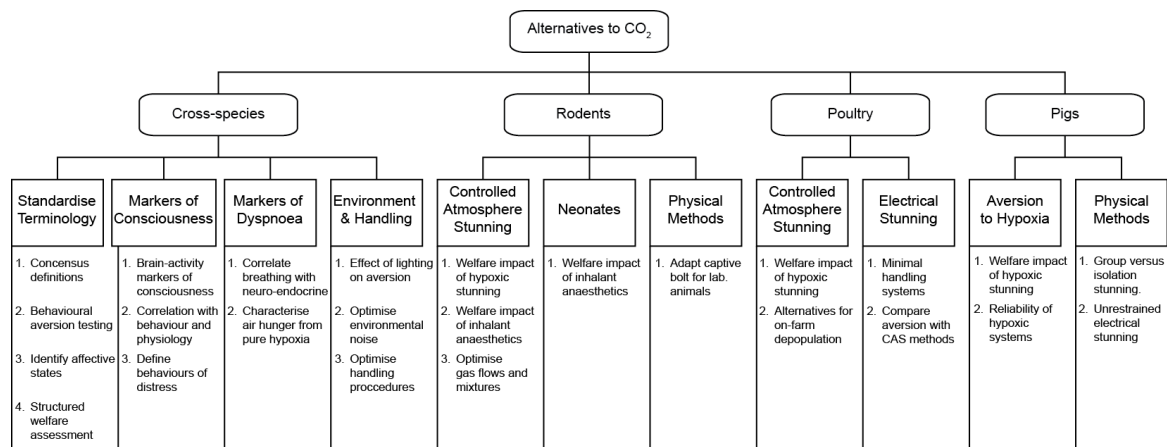 Alternatives to CO₂
Cross-species
Rodents
Poultry
Pigs
Standardise
Terminology
1. Concensus
definitions
2. Behavioural
aversion testing
3. Identify affective
states
4. Structured
welfare
assessment
Markers of
Consciousness
1. Brain-activity
markers of
consciousness
2. Correlation with
behaviour and
physiology
3. Define
behaviours of
distress
Markers of
Dyspnoea
1. Correlate
breathing with
neuro-endocrine
2. Characterise
air hunger from
pure hypoxia
Environment
& Handling
1. Effect of lighting
on aversion
2. Optimise
environmental
noise
3. Optimise
handling
proccedures
Controlled
Atmosphere
Stunning
1. Welfare impact
of hypoxic
stunning
2. Welfare impact
of inhalant
anaesthetics
3. Optimise
gas flows and
mixtures
Neonates
1. Welfare impact
of inhalant
anaesthetics
Physical
Methods
1. Adapt captive
bolt for lab.
animals
Controlled
Atmosphere
Stunning
1. Welfare impact
of hypoxic
stunning
2. Alternatives for
on-farm
depopulation
Electrical
Stunning
1. Minimal
handling
systems
2. Compare
aversion with
CAS methods
Aversion
to Hypoxia
1. Welfare impact
of hypoxic
stunning
2. Reliability of
hypoxic
systems
Physical
Methods
1. Group versus
isolation
stunning.
2. Unrestrained
electrical
stunning